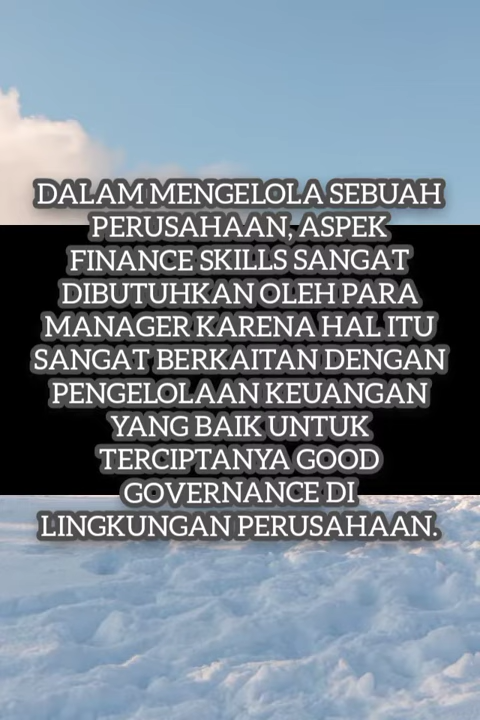 DALAM MENGELOLA SEBUAH
PERUSAHAAN, ASPEK
FINANCE SKILLS SANGAT
DIBUTUHKAN OLEH PARA
MANAGER KARENA HAL ITU
SANGAT BERKAITAN DENGAN
PENGELOLAAN KEUANGAN
YANG BAIK UNTUK
TERCIPTANYA GOOD
GOVERNANCE DI
LINGKUNGAN PERUSAHAAN.